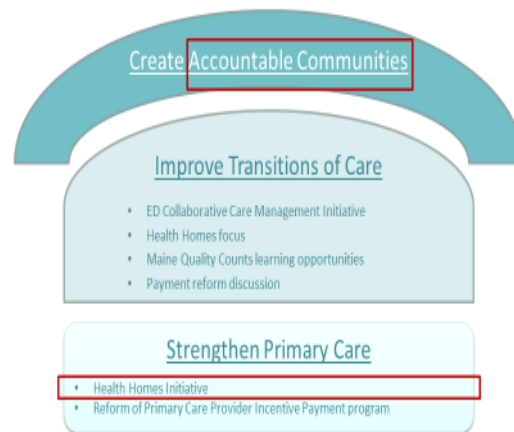 Create Accountable Communities
Improve Transitions of Care
• ED Collaborative Care Management Initiative
• Health Homes focus
• Maine Quality Counts learning opportunities
• Payment reform discussion
Strengthen Primary Care
• Health Homes Initiative
• Reform of Primary Care Provider Incentive Payment program